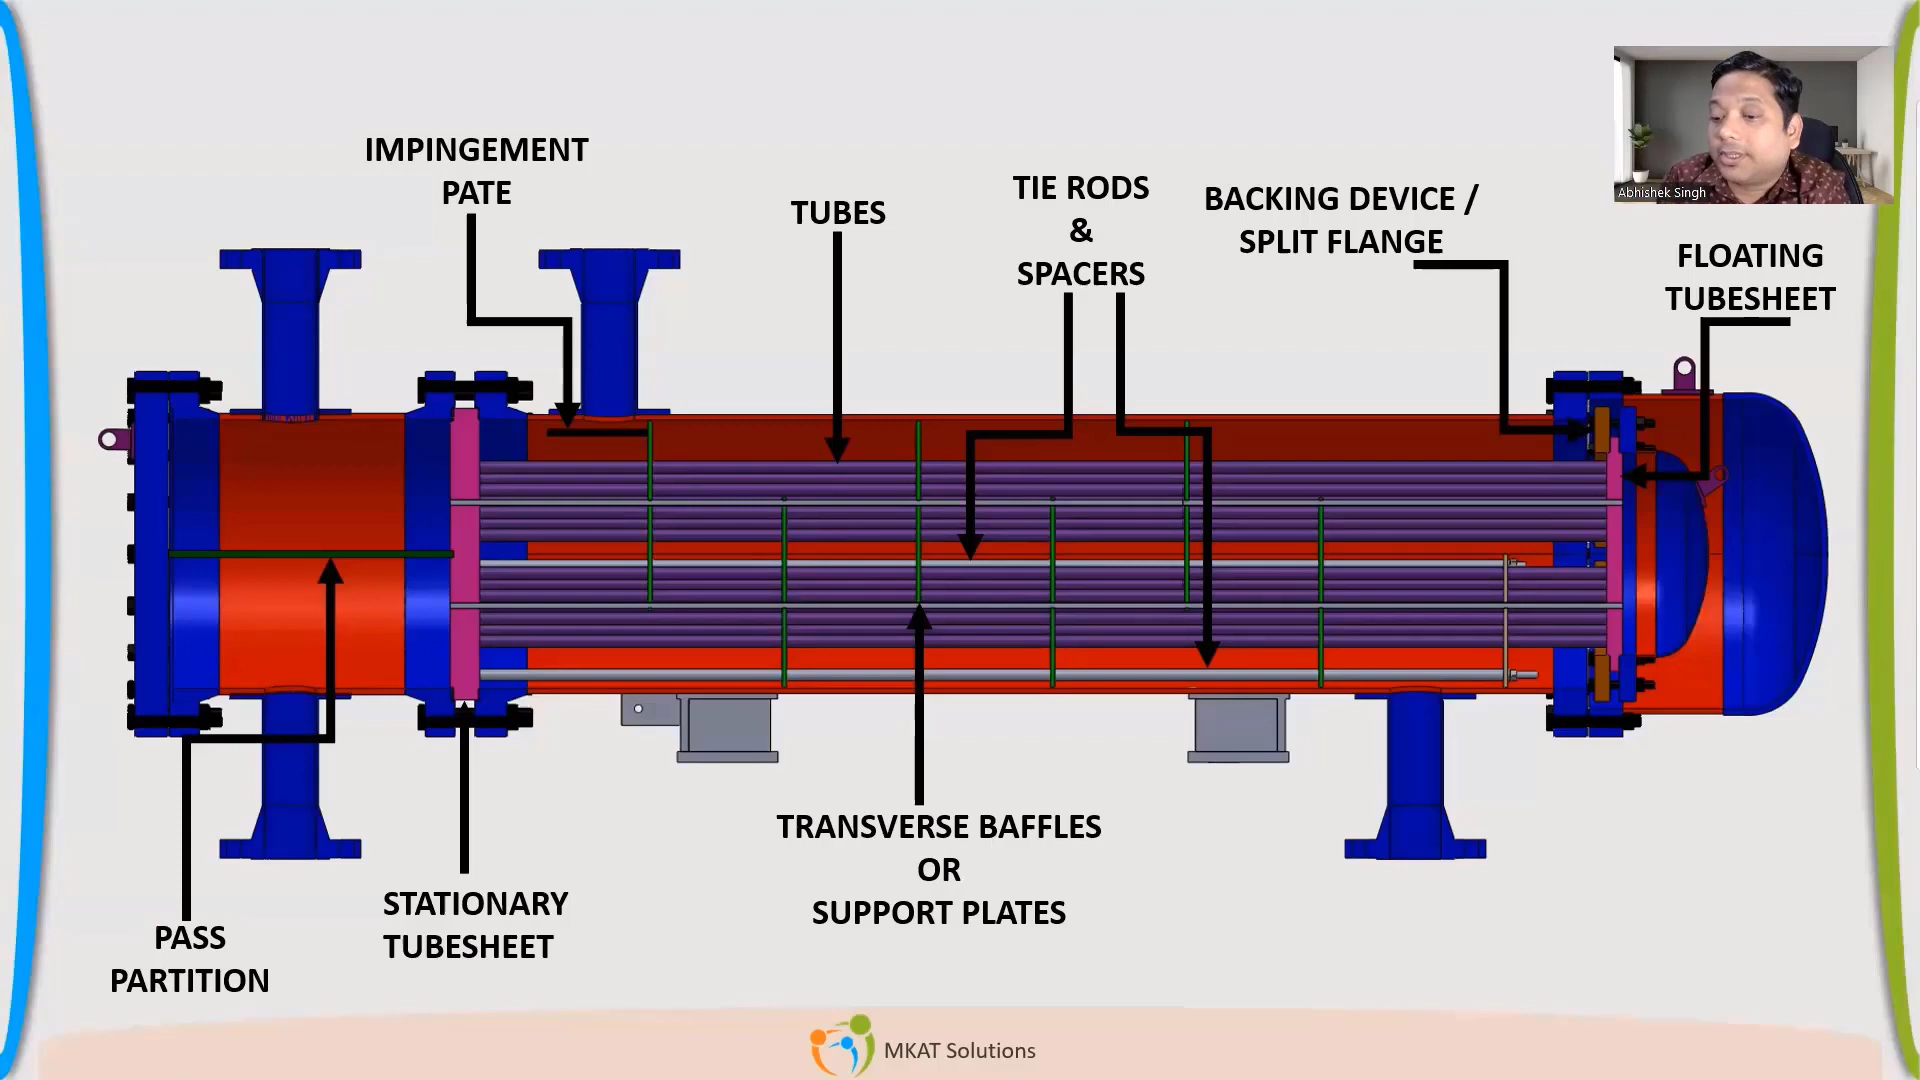 IMPINGEMENT
PATE
TUBES
TIE RODS
&
SPACERS
BACKING DEVICE /
SPLIT FLANGE
Abhishek Singh
FLOATING
TUBESHEET
TRANSVERSE BAFFLES
OR
SUPPORT PLATES
STATIONARY
TUBESHEET
PASS
PARTITION
MKAT Solutions